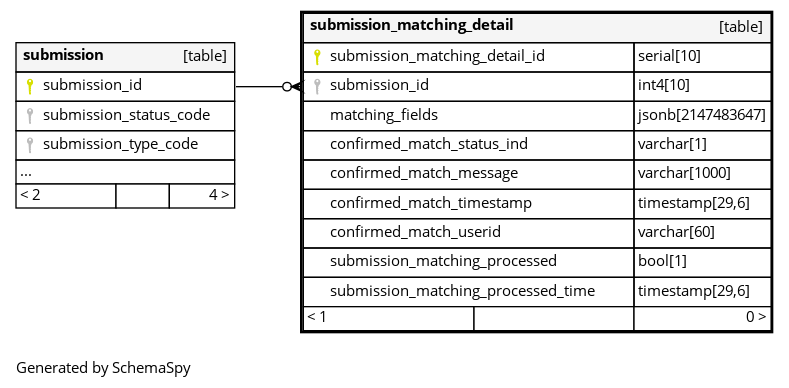 submission [table]
submission_id
submission_status_code
submission_type_code
...
< 2 4 >
submission_matching_detail [table]
submission_matching_detail_id serial[10]
submission_id int4[10]
matching_fields jsonb[2147483647]
confirmed_match_status_ind varchar[1]
confirmed_match_message varchar[1000]
confirmed_match_timestamp timestamp[29,6]
confirmed_match_userid varchar[60]
submission_matching_processed bool[1]
submission_matching_processed_time timestamp[29,6]
< 1 0 >
Generated by SchemaSpy